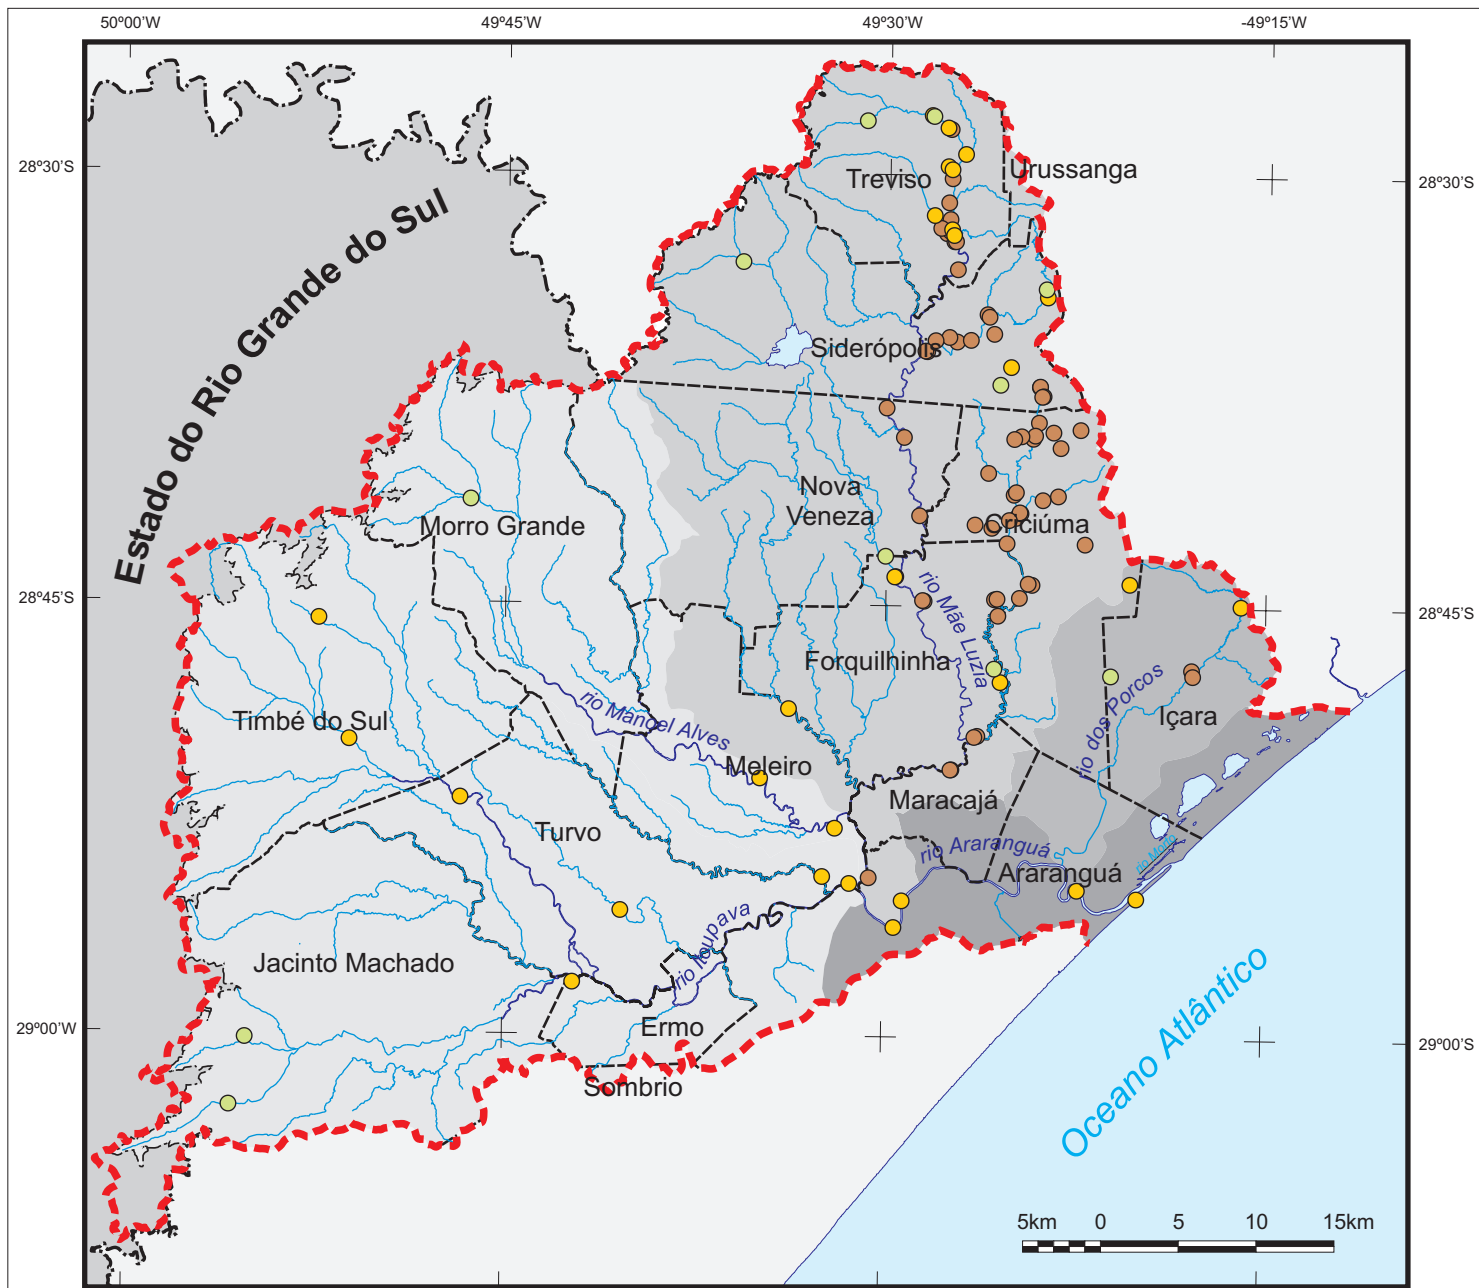 50°00’W
49°45’W
49°30’W
-49°15’W
28°30’S
28°30’S
Estado do Rio Grande do Sul
Treviso
Urussanga
Siderópolis
Nova
Veneza
Morro Grande
Criciúma
28°45’S
28°45’S
rio Mãe Luzia
Forquilhinha
Timbé do Sul
rio Manoel Alves
rio dos Porcos
Içara
Meleiro
Maracajá
Turvo
rio Araranguá
rio Morro
Araranguá
rio Itoupava
Jacinto Machado
Oceano Atlântico
Ermo
29°00’W
29°00’S
Sombrio
5km 0 5 10 15km